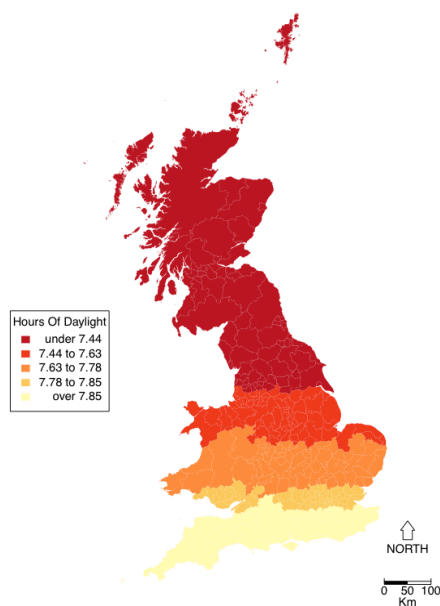 Hours Of Daylight
under 7.44
7.44 to 7.63
7.63 to 7.78
7.78 to 7.85
over 7.85
NORTH
0 50 100
Km